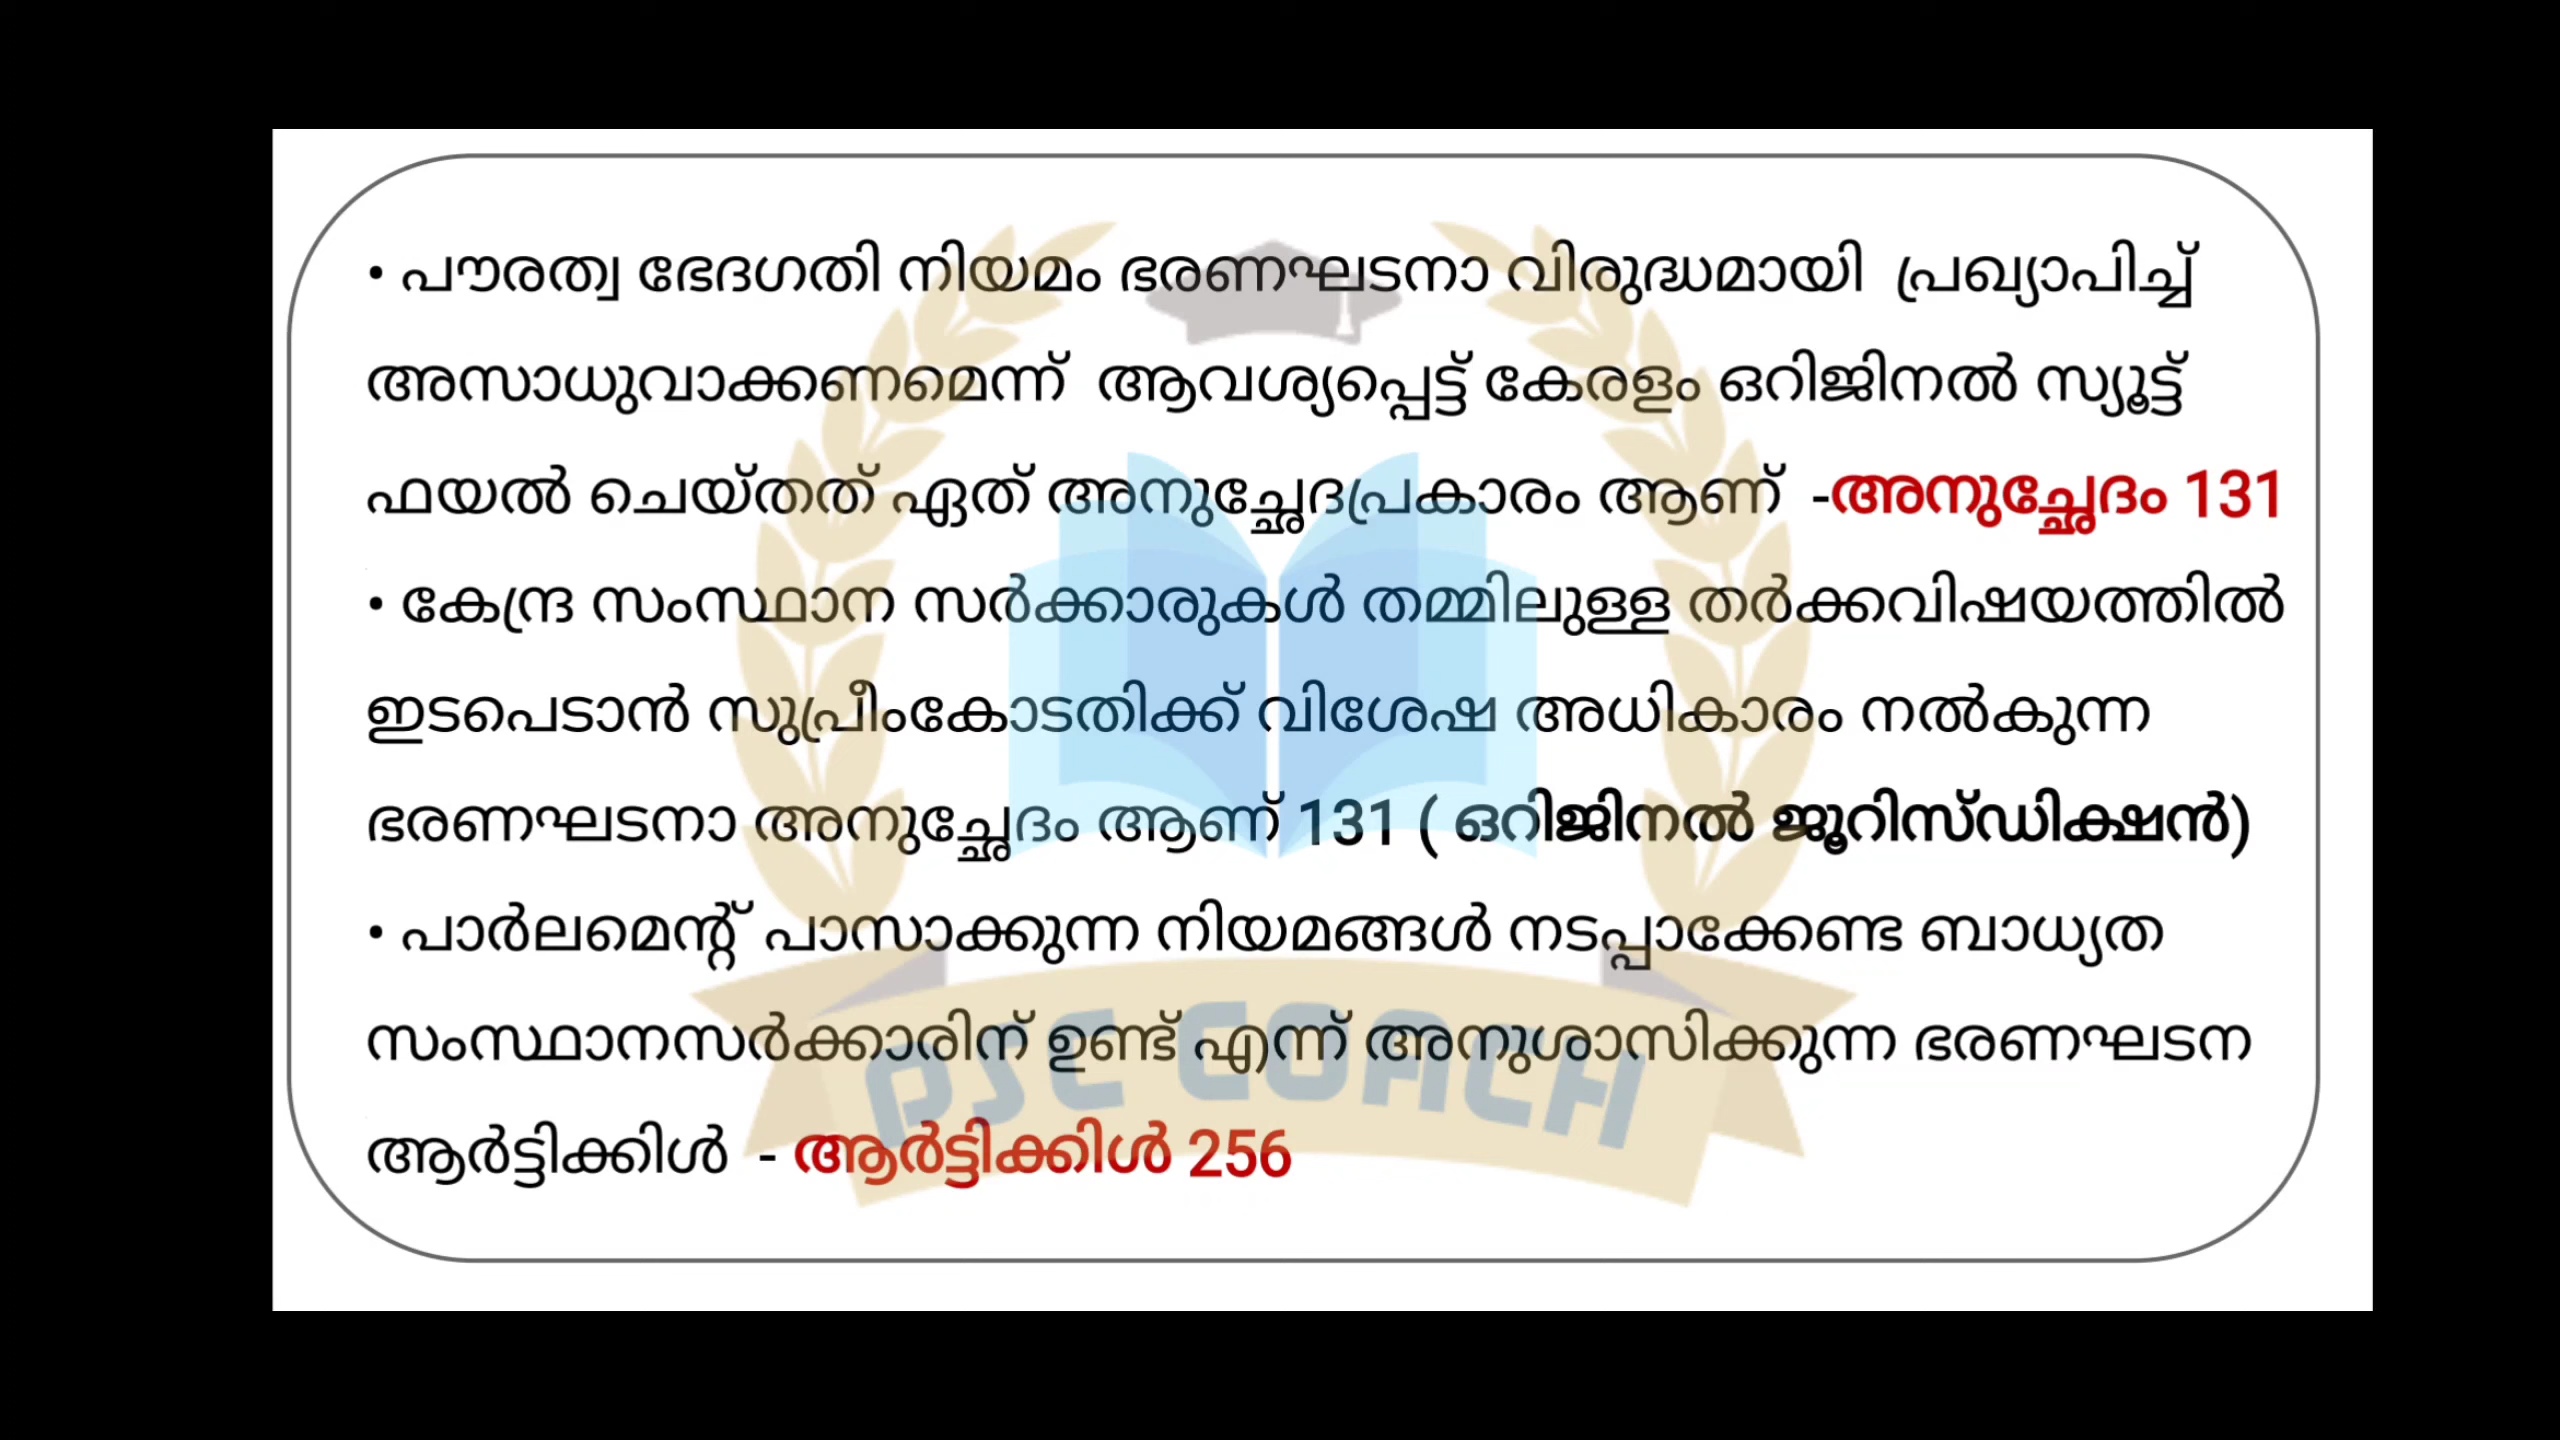 • പൗരത്വ ഭേദഗതി നിയമം ഭരണഘടനാ വിരുദ്ധമായി പ്രഖ്യാപിച്ച്
അസാധുവാക്കണമെന്ന് ആവശ്യപ്പെട്ട് കേരളം ഒറിജിനൽ സ്യൂട്ട്
ഫയൽ ചെയ്തത് ഏത് അനുച്ഛേദപ്രകാരം ആണ് -അനുച്ഛേദം 131
• കേന്ദ്ര സംസ്ഥാന സർക്കാരുകൾ തമ്മിലുള്ള തർക്കവിഷയത്തിൽ
ഇടപെടാൻ സുപ്രീംകോടതിക്ക് വിശേഷ അധികാരം നൽകുന്ന
ഭരണഘടനാ അനുച്ഛേദം ആണ് 131 ( ഒറിജിനൽ ജൂറിസ്ഡിക്ഷൻ)
• പാർലമെന്റ് പാസാക്കുന്ന നിയമങ്ങൾ നടപ്പാക്കേണ്ട ബാധ്യത
സംസ്ഥാനസർക്കാരിന് ഉണ്ട് എന്ന് അനുശാസിക്കുന്ന ഭരണഘടന
ആർട്ടിക്കിൾ - ആർട്ടിക്കിൾ 256
PSC COACH